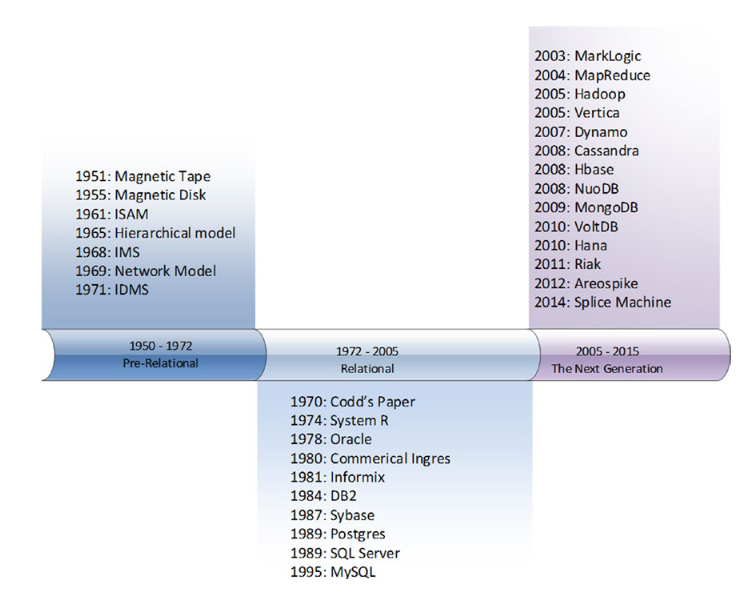 1951: Magnetic Tape
1955: Magnetic Disk
1961: ISAM
1965: Hierarchical model
1968: IMS
1969: Network Model
1971: IDMS
1950 - 1972
Pre-Relational
1972 - 2005
Relational
1970: Codd's Paper
1974: System R
1978: Oracle
1980: Commerical Ingres
1981: Informix
1984: DB2
1987: Sybase
1989: Postgres
1989: SQL Server
1995: MySQL
2003: MarkLogic
2004: MapReduce
2005: Hadoop
2005: Vertica
2007: Dynamo
2008: Cassandra
2008: Hbase
2008: NuoDB
2009: MongoDB
2010: VoltDB
2010: Hana
2011: Riak
2012: Areospike
2014: Splice Machine
2005 - 2015
The Next Generation